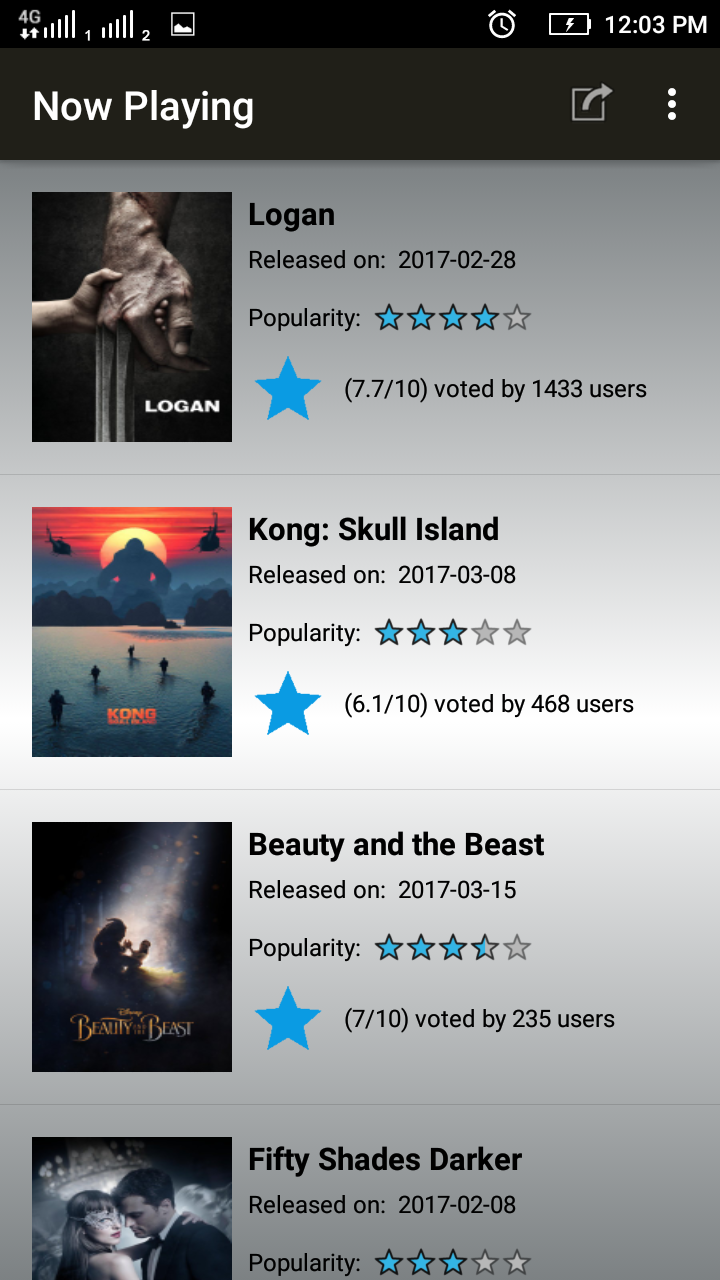 4G 1 2 12:03 PM
Now Playing
Logan
Released on: 2017-02-28
Popularity:
(7.7/10) voted by 1433 users
LOGAN
Kong: Skull Island
Released on: 2017-03-08
Popularity:
(6.1/10) voted by 468 users
KONG
Beauty and the Beast
Released on: 2017-03-15
Popularity:
(7/10) voted by 235 users
Disney
BEAUTY AND THE BEAST
Fifty Shades Darker
Released on: 2017-02-08
Popularity: